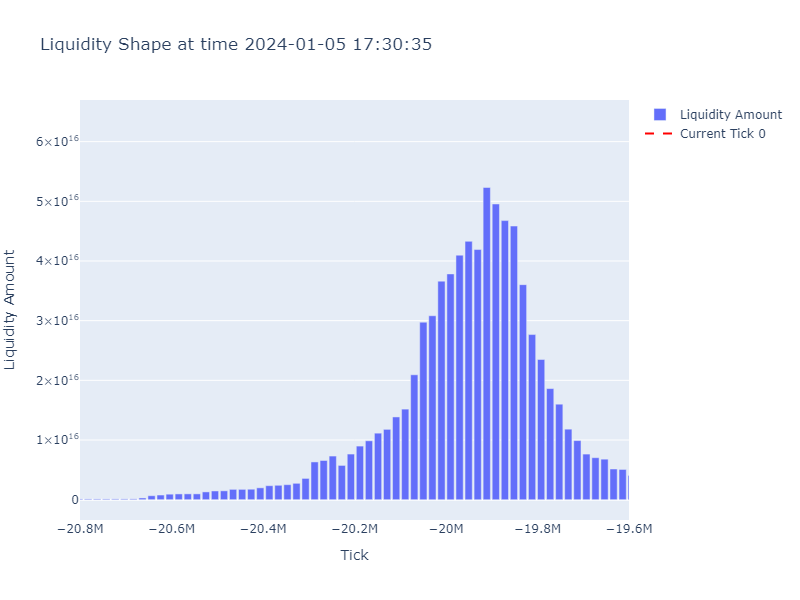 Liquidity Shape at time 2024-01-05 17:30:35
Liquidity Amount
Current Tick 0
6×10¹⁶
5×10¹⁶
4×10¹⁶
3×10¹⁶
2×10¹⁶
1×10¹⁶
0
Liquidity Amount
−20.8M −20.6M −20.4M −20.2M −20M −19.8M −19.6M
Tick